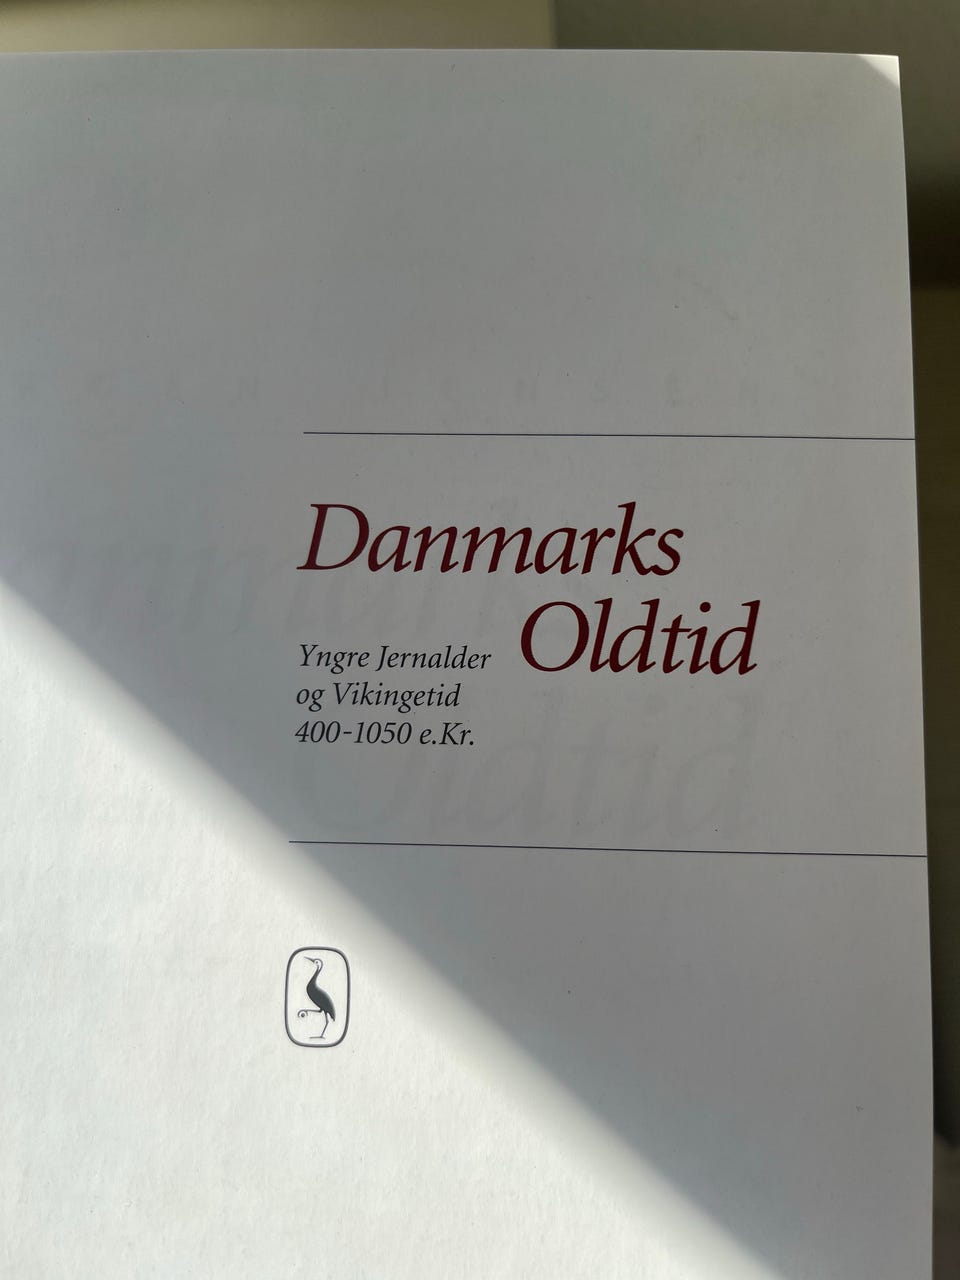 Danmarks
Oldtid
Yngre Jernalder
og Vikingetid
400-1050 e.Kr.